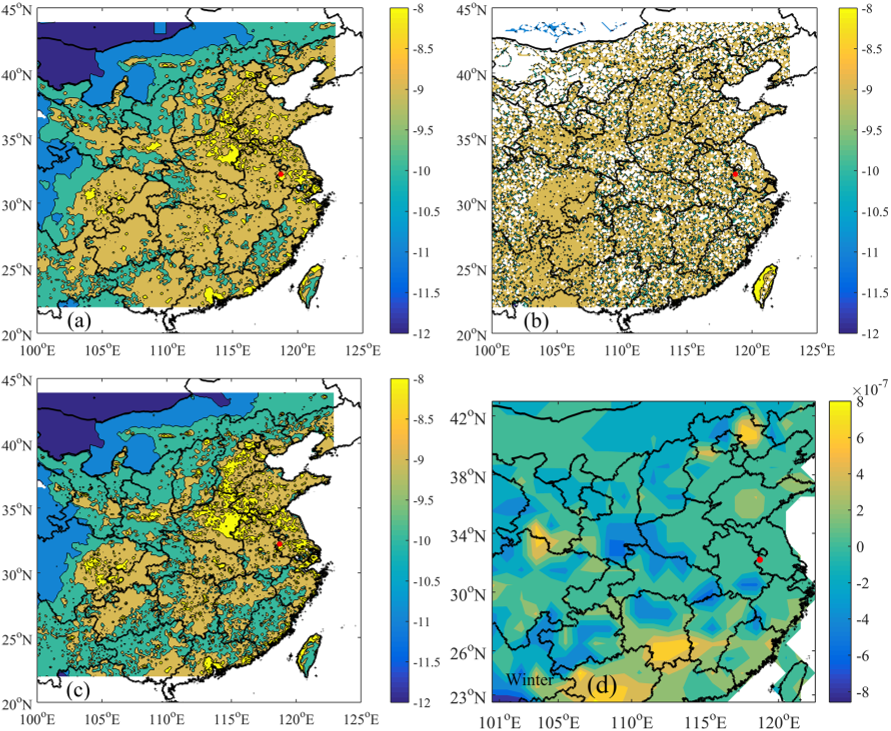 45°N
40°N
35°N
30°N
25°N
20°N
100°E 105°E 110°E 115°E 120°E 125°E
(a)
-8
-8.5
-9
-9.5
-10
-10.5
-11
-11.5
-12
45°N
40°N
35°N
30°N
25°N
20°N
100°E 105°E 110°E 115°E 120°E 125°E
(b)
-8
-8.5
-9
-9.5
-10
-10.5
-11
-11.5
-12
45°N
40°N
35°N
30°N
25°N
20°N
100°E 105°E 110°E 115°E 120°E 125°E
(c)
-8
-8.5
-9
-9.5
-10
-10.5
-11
-11.5
-12
42°N
38°N
34°N
30°N
26°N
23°N
101°E 105°E 110°E 115°E 120°E
Winter
(d)
×10⁻⁷
8
6
4
2
0
-2
-4
-6
-8